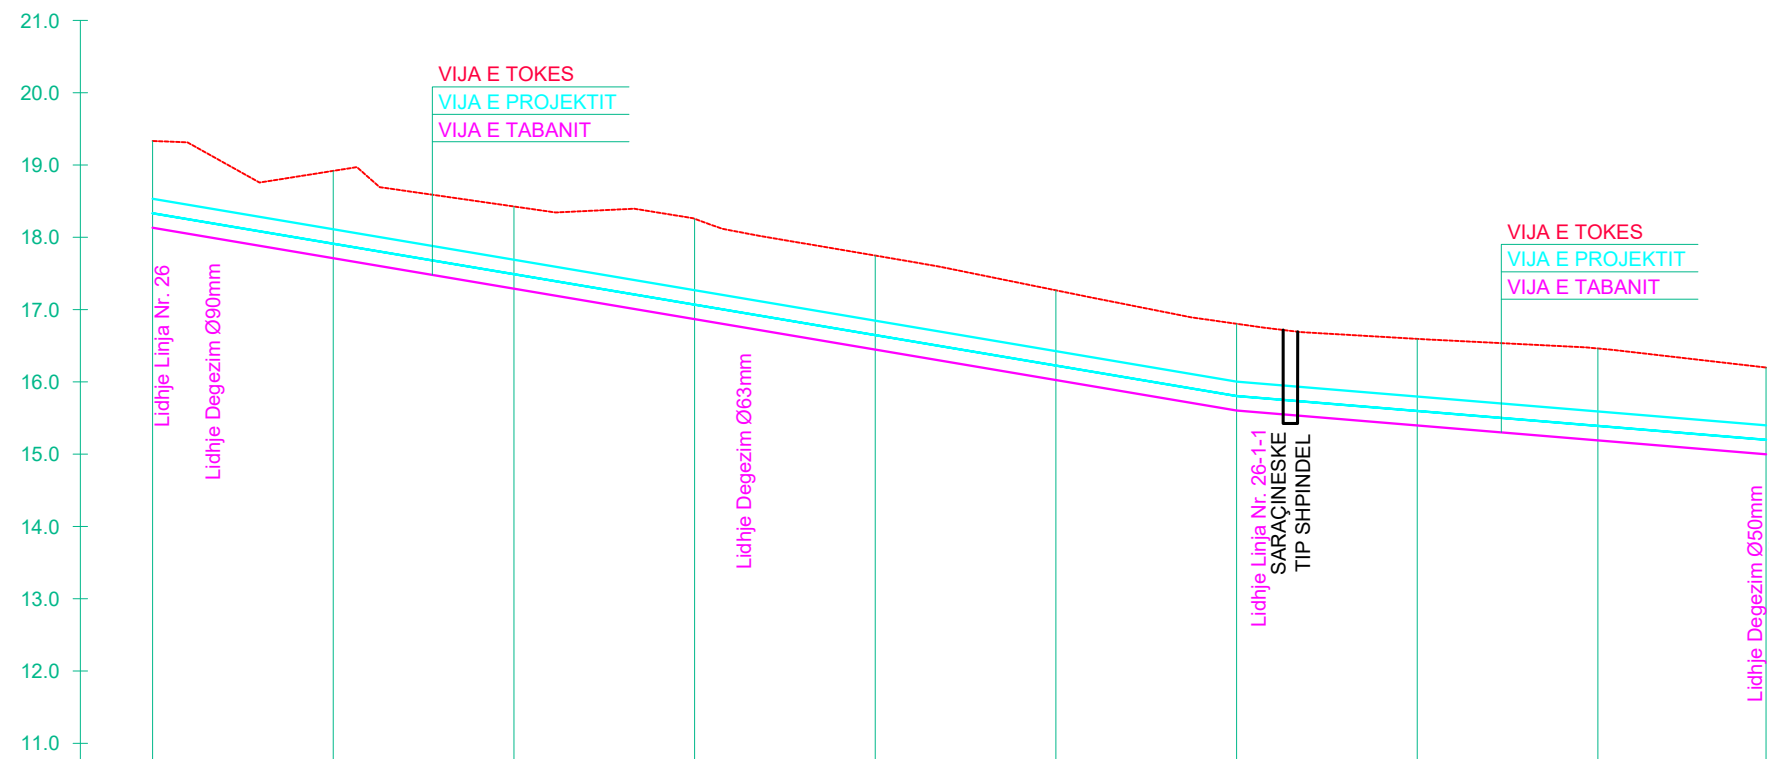 21.0
20.0
19.0
18.0
17.0
16.0
15.0
14.0
13.0
12.0
11.0
VIJA E TOKES
VIJA E PROJEKTIT
VIJA E TABANIT
VIJA E TOKES
VIJA E PROJEKTIT
VIJA E TABANIT
Lidhje Linja Nr. 26
Lidhje Degezim Ø90mm
Lidhje Degezim Ø63mm
Lidhje Linja Nr. 26-1-1
SARAÇINESKE
TIP SHPINDEL
Lidhje Degezim Ø50mm